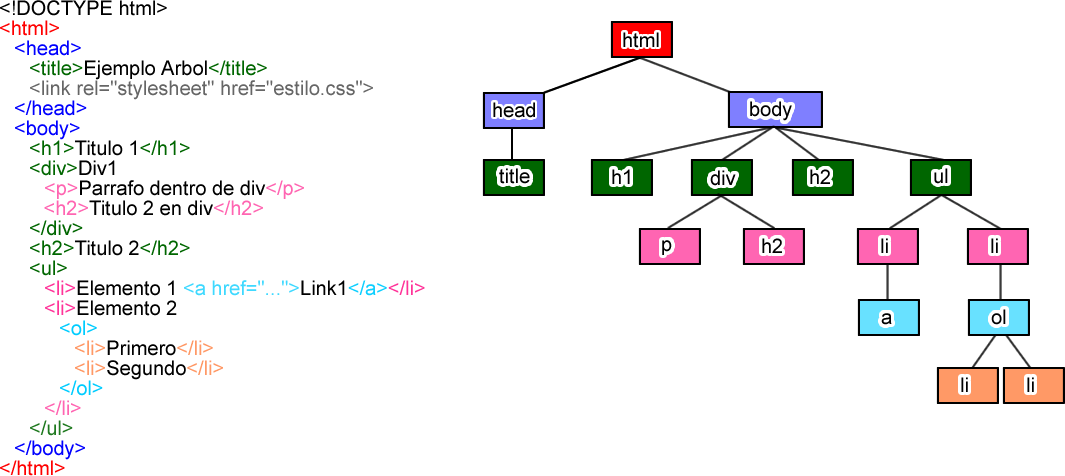 <!DOCTYPE html>
<html>
<head>
<title>Ejemplo Arbol</title>
<link rel="stylesheet" href="estilo.css">
</head>
<body>
<h1>Titulo 1</h1>
<div>Div1
<p>Parrafo dentro de div</p>
<h2>Titulo 2 en div</h2>
</div>
<h2>Titulo 2</h2>
<ul>
<li>Elemento 1 <a href="...">Link1</a></li>
<li>Elemento 2
<ol>
<li>Primero</li>
<li>Segundo</li>
</ol>
</li>
</ul>
</body>
</html>
html
head
body
title
h1
div
h2
ul
p
h2
li
li
a
ol
li
li